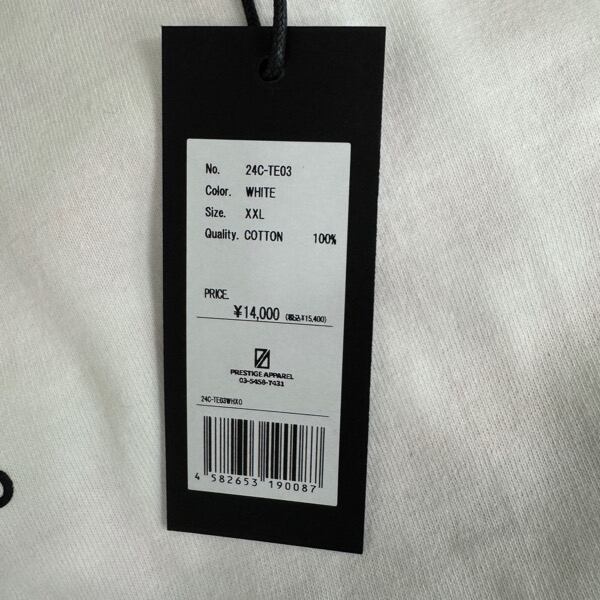 No. 24C-TE03
Color. WHITE
Size. XXL
Quality. COTTON 100%
PRICE.
¥14,000 (税込¥15,400)
PRESTIGE APPAREL
03-5458-7431
24C-TE03WHXO
4 582653 190087